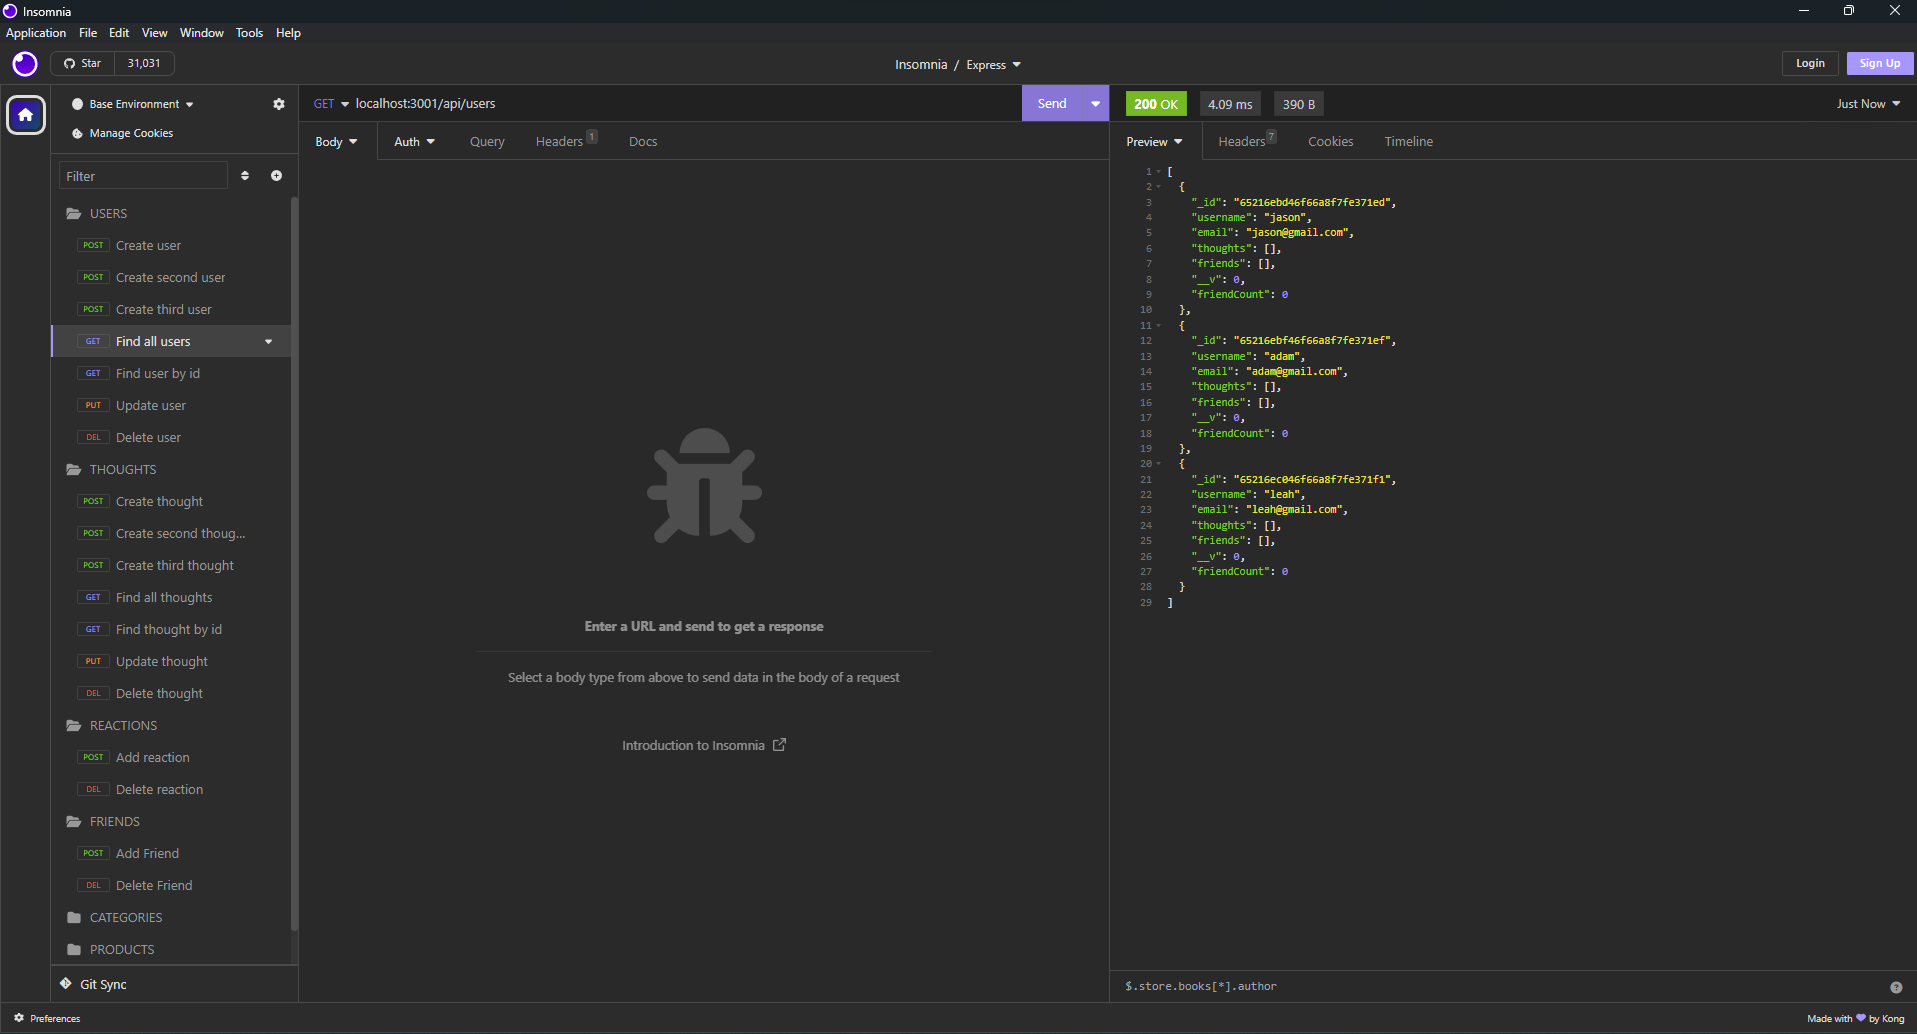 Insomnia
Application File Edit View Window Tools Help
Star 31,031
Insomnia / Express
Login Sign Up
Base Environment
Manage Cookies
Filter
USERS
POST Create user
POST Create second user
POST Create third user
GET Find all users
GET Find user by id
PUT Update user
DEL Delete user
THOUGHTS
POST Create thought
POST Create second thoug...
POST Create third thought
GET Find all thoughts
GET Find thought by id
PUT Update thought
DEL Delete thought
REACTIONS
POST Add reaction
DEL Delete reaction
FRIENDS
POST Add Friend
DEL Delete Friend
CATEGORIES
PRODUCTS
Git Sync
GET localhost:3001/api/users
Send
Body Auth Query Headers 1 Docs
Enter a URL and send to get a response
Select a body type from above to send data in the body of a request
Introduction to Insomnia
200 OK 4.09 ms 390 B Just Now
Preview Headers 7 Cookies Timeline
1 [
2 {
3 "_id": "65216ebd46f66a8f7fe371ed",
4 "username": "jason",
5 "email": "jason@gmail.com",
6 "thoughts": [],
7 "friends": [],
8 "__v": 0,
9 "friendCount": 0
10 },
11 {
12 "_id": "65216ebf46f66a8f7fe371ef",
13 "username": "adam",
14 "email": "adam@gmail.com",
15 "thoughts": [],
16 "friends": [],
17 "__v": 0,
18 "friendCount": 0
19 },
20 {
21 "_id": "65216ec046f66a8f7fe371f1",
22 "username": "leah",
23 "email": "leah@gmail.com",
24 "thoughts": [],
25 "friends": [],
26 "__v": 0,
27 "friendCount": 0
28 }
29 ]
$.store.books[*].author
Preferences
Made with 💜 by Kong